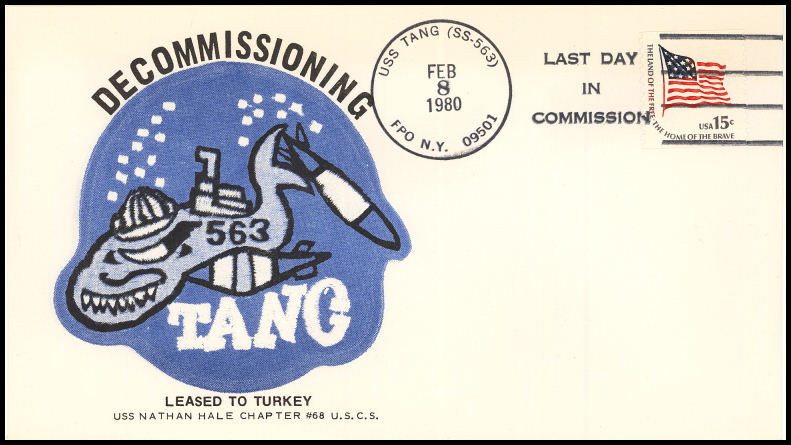 DECOMMISSIONING
563
TANG
LEASED TO TURKEY
USS NATHAN HALE CHAPTER #68 U.S.C.S.
USS TANG (SS-563)
FEB
8
1980
FPO N.Y. 09501
LAST DAY
IN
COMMISSION
THE LAND OF THE FREE, THE HOME OF THE BRAVE
USA 15c